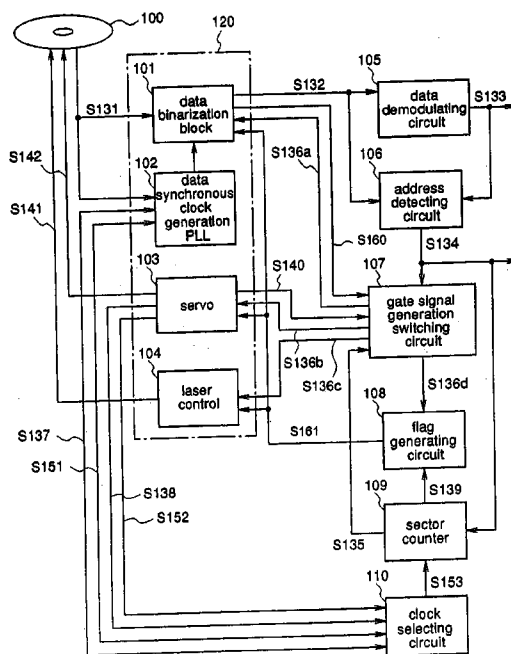 100
120
101
data
binarization
block
S131
S132
105
data
demodulating
circuit
S133
S142
102
data
synchronous
clock
generation
PLL
S136a
106
address
detecting
circuit
S141
S160
S134
103
servo
S140
107
gate signal
generation
switching
circuit
S136b
S136c
104
laser
control
S137
S136d
S151
S161
108
flag
generating
circuit
S138
S139
S152
109
sector
counter
S135
110
S153
clock
selecting
circuit